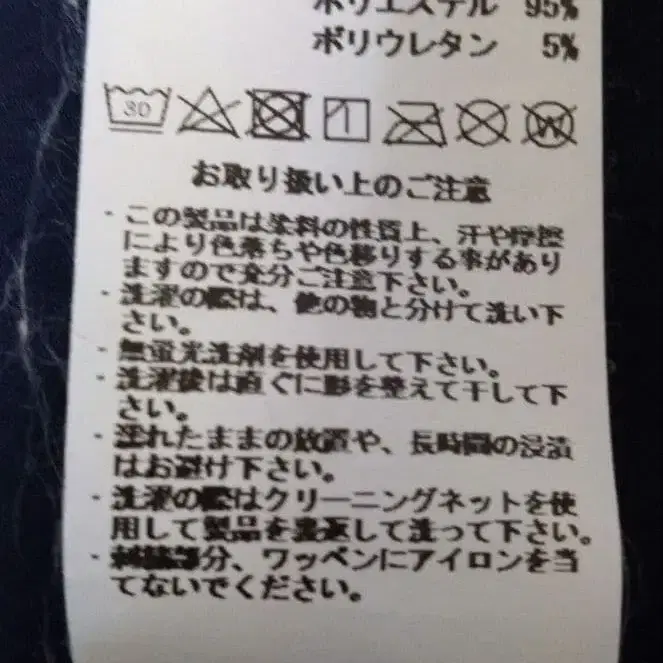 ポリエステル 95%
ポリウレタン 5%
30
W
お取り扱い上のご注意
・この製品は染料の性質上、汗や摩擦
により色落ちや色移りする事があり
ますので充分ご注意下さい。
・洗濯の際は、他の物と分けて洗い下
さい。
・無蛍光洗剤を使用して下さい。
・洗濯後は直ぐに形を整えて干して下
さい。
・濡れたままの放置や、長時間の浸漬
はお避け下さい。
・洗濯の際はクリーニングネットを使
用して製品を裏返して洗って下さい。
・刺繍部分、ワッペンにアイロンを当
てないでください。